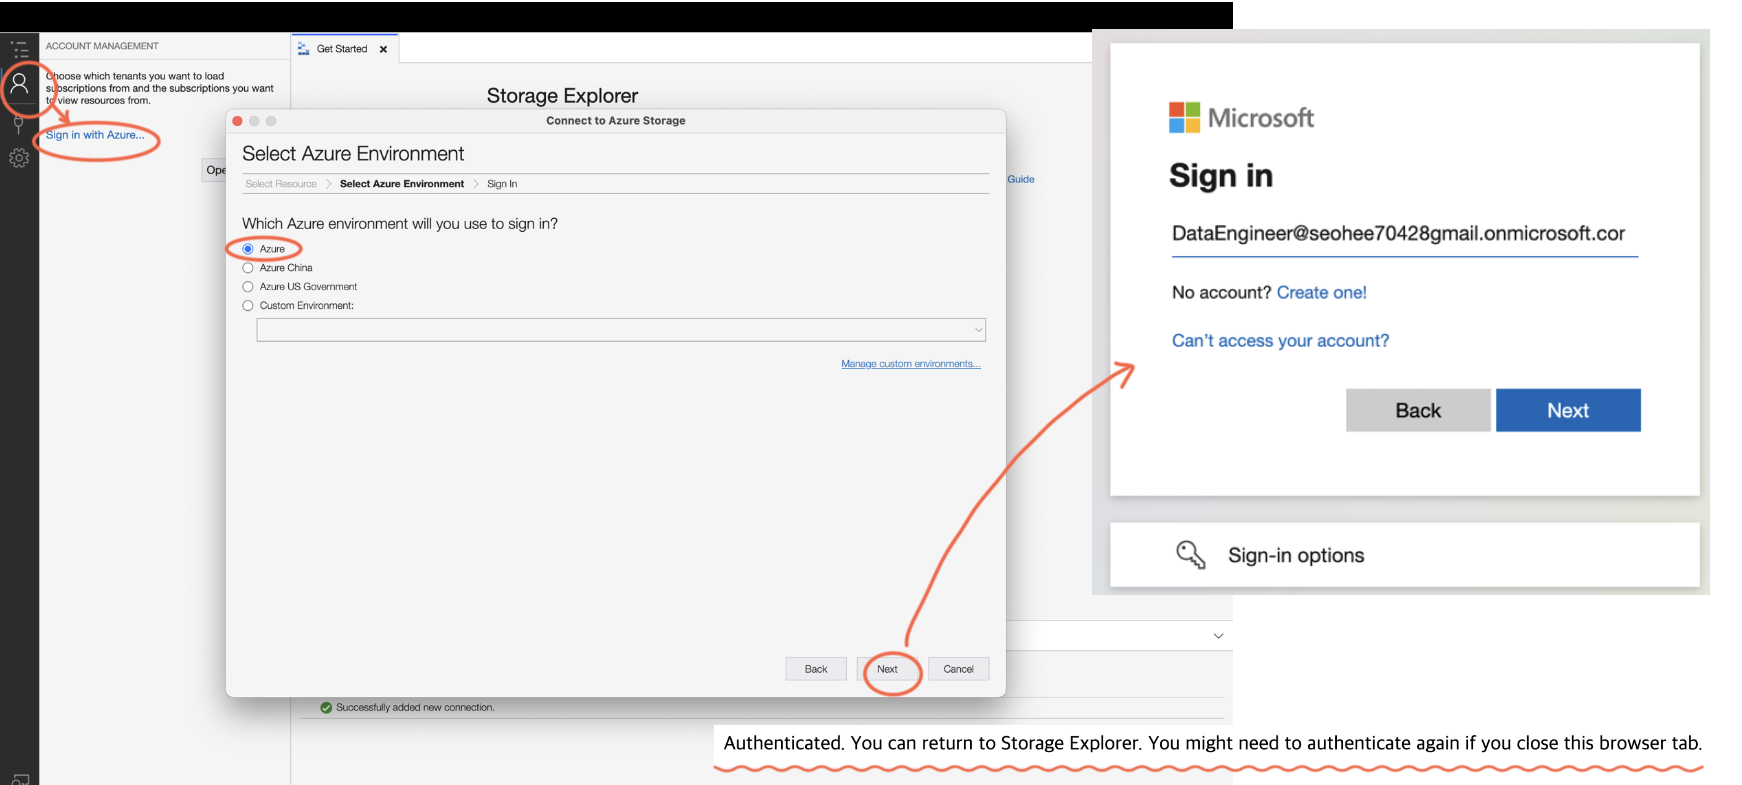 ACCOUNT MANAGEMENT
Choose which tenants you want to load
subscriptions from and the subscriptions you want
to view resources from.
Sign in with Azure...
Get Started
Storage Explorer
Ope
Guide
Connect to Azure Storage
Select Azure Environment
Select Resource > Select Azure Environment > Sign In
Which Azure environment will you use to sign in?
Azure
Azure China
Azure US Government
Custom Environment:
Manage custom environments...
Back Next Cancel
Successfully added new connection.
Microsoft
Sign in
DataEngineer@seohee70428gmail.onmicrosoft.cor
No account? Create one!
Can't access your account?
Back Next
Sign-in options
Authenticated. You can return to Storage Explorer. You might need to authenticate again if you close this browser tab.